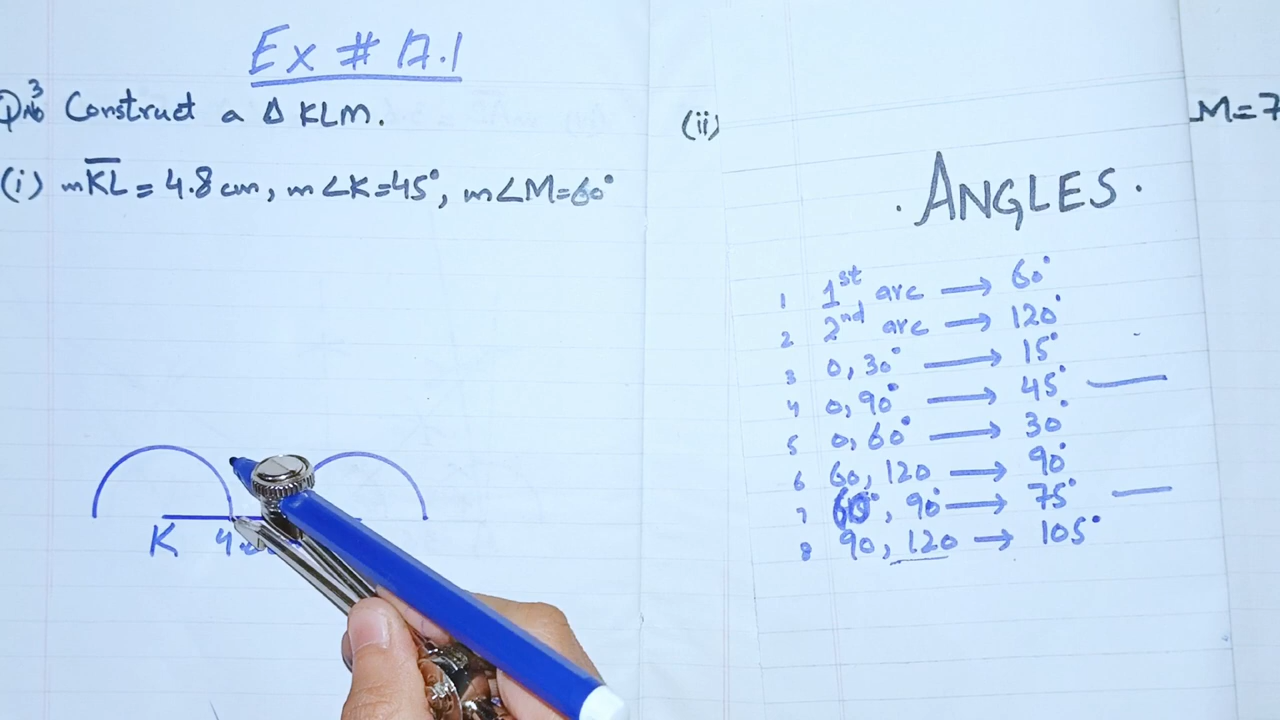 Ex # 17.1
QNo 3 Construct a Δ KLM.
(i) mKL = 4.8 cm, m∠K=45°, m∠M=60°
(ii)
M=7
. ANGLES .
1 1st arc → 60°
2 2nd arc → 120°
3 0, 30° → 15°
4 0, 90° → 45°
5 0, 60° → 30°
6 60, 120 → 90°
7 60°, 90° → 75°
8 90, 120 → 105°
K